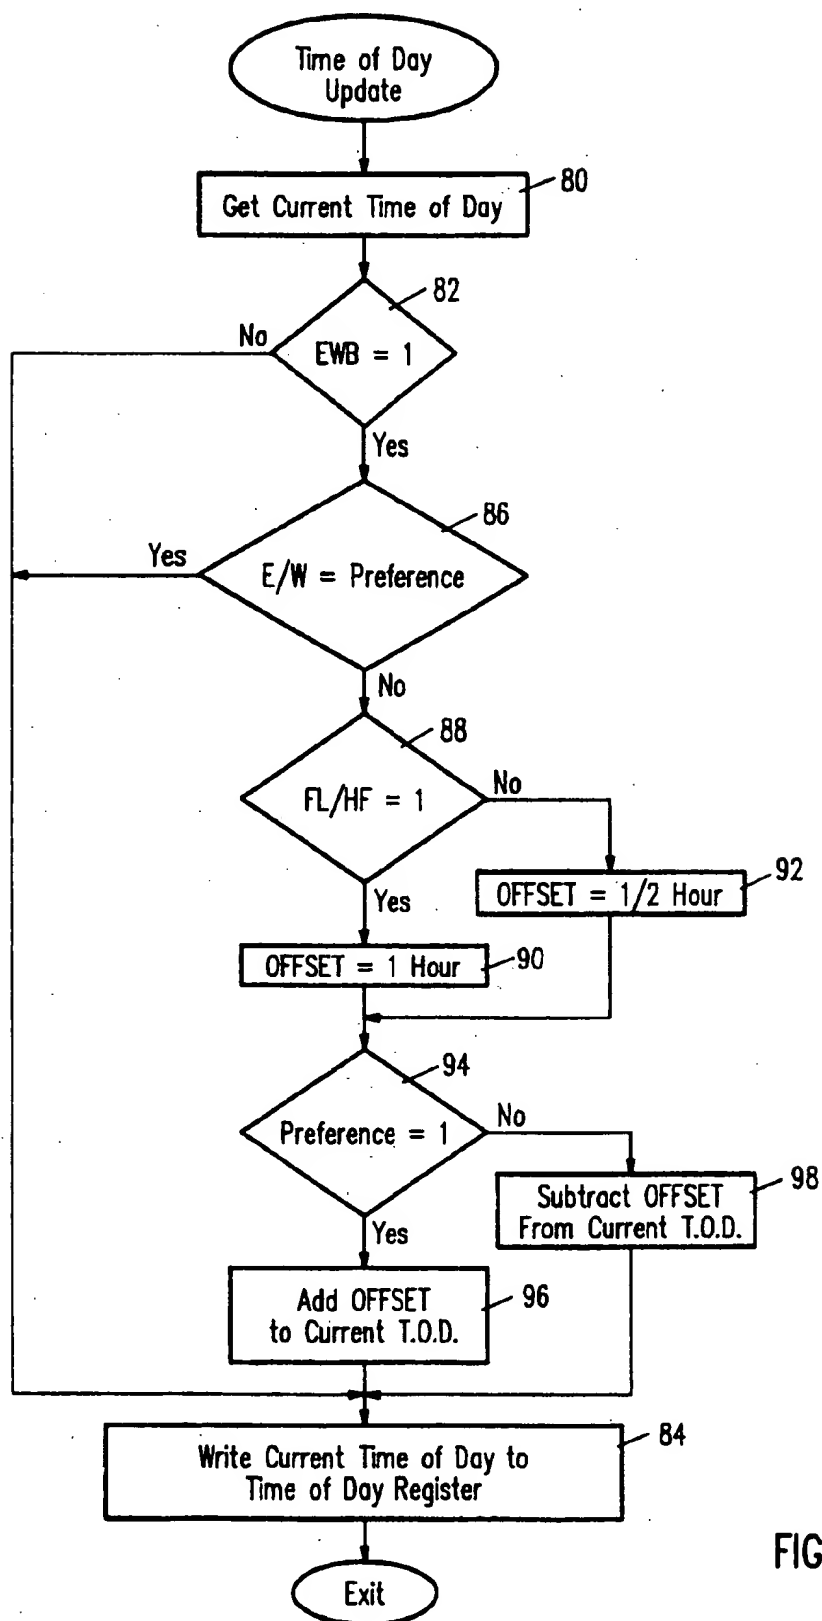 Time of Day
Update
80
Get Current Time of Day
82
No
EWB = 1
Yes
86
Yes
E/W = Preference
No
88
FL/HF = 1
No
92
OFFSET = 1/2 Hour
Yes
OFFSET = 1 Hour
90
94
Preference = 1
No
98
Subtract OFFSET
From Current T.O.D.
Yes
Add OFFSET
to Current T.O.D.
96
84
Write Current Time of Day to
Time of Day Register
FIG
Exit